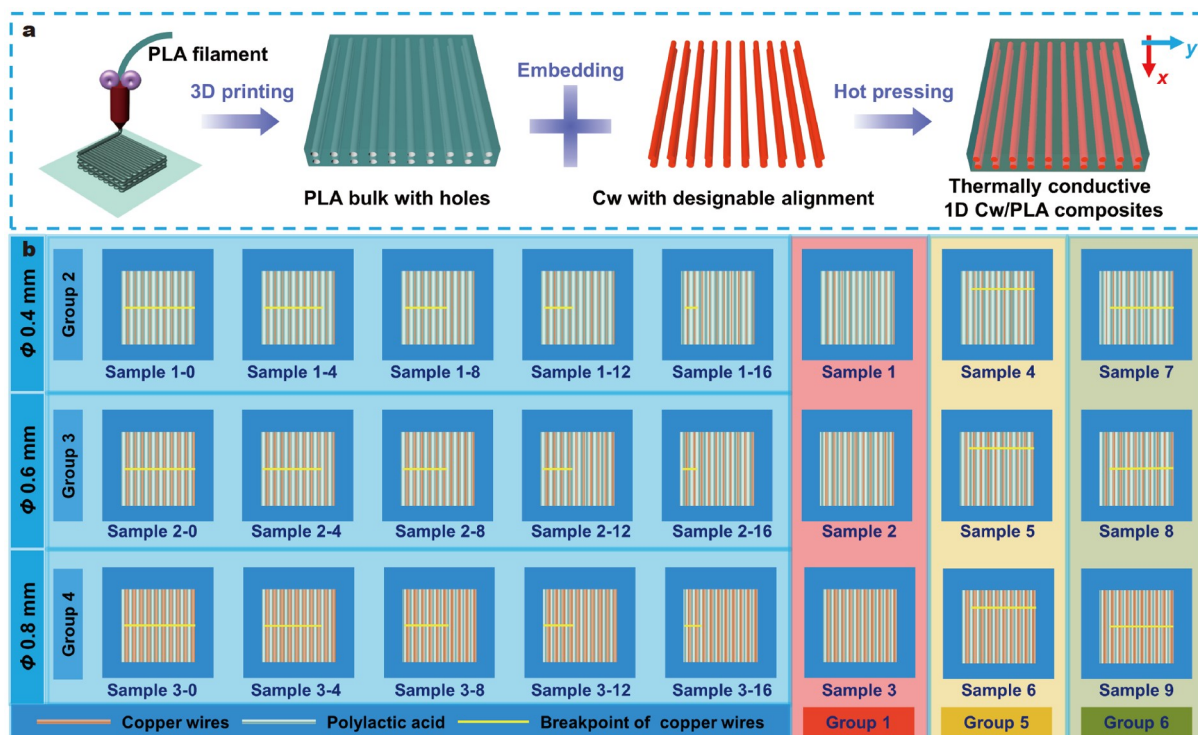 a
PLA filament
3D printing
Embedding
Hot pressing
y
x
PLA bulk with holes
Cw with designable alignment
Thermally conductive
1D Cw/PLA composites
b
Φ 0.4 mm
Group 2
Sample 1-0
Sample 1-4
Sample 1-8
Sample 1-12
Sample 1-16
Sample 1
Sample 4
Sample 7
Φ 0.6 mm
Group 3
Sample 2-0
Sample 2-4
Sample 2-8
Sample 2-12
Sample 2-16
Sample 2
Sample 5
Sample 8
Φ 0.8 mm
Group 4
Sample 3-0
Sample 3-4
Sample 3-8
Sample 3-12
Sample 3-16
Sample 3
Sample 6
Sample 9
Copper wires
Polylactic acid
Breakpoint of copper wires
Group 1
Group 5
Group 6